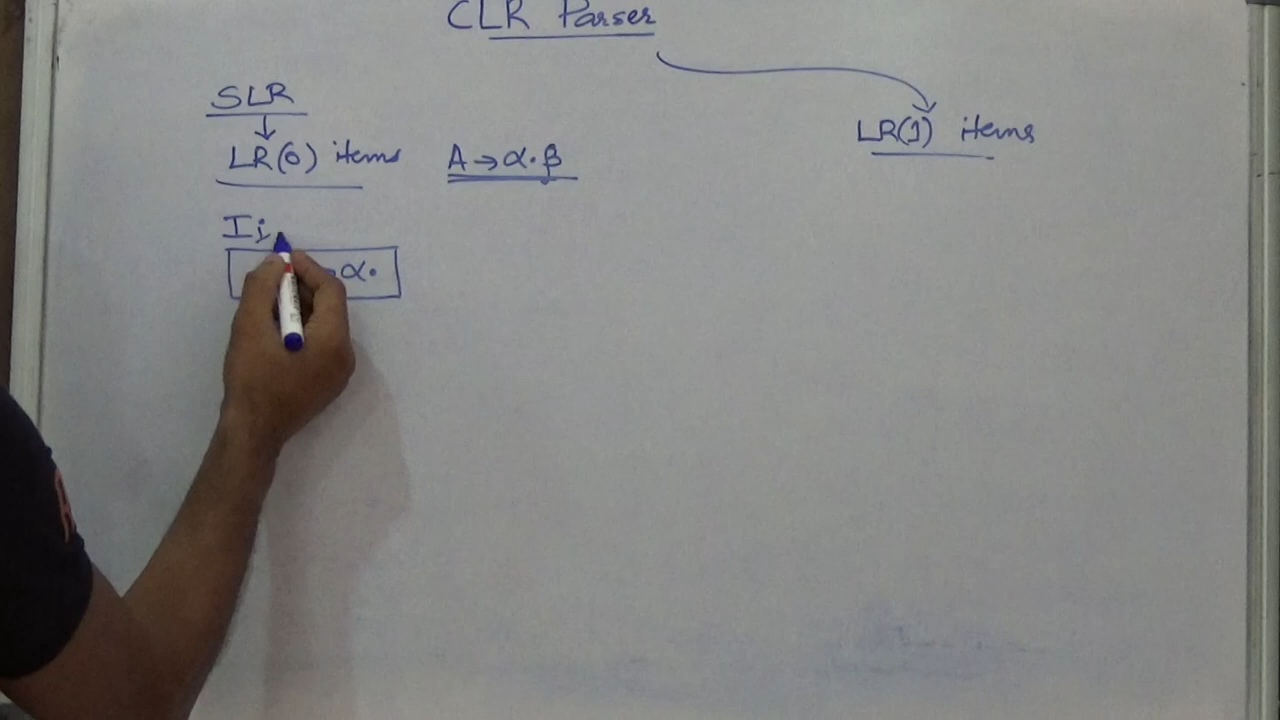 CLR Parser
SLR
LR(0) items A→α.β
LR(1) items
Ii
α.